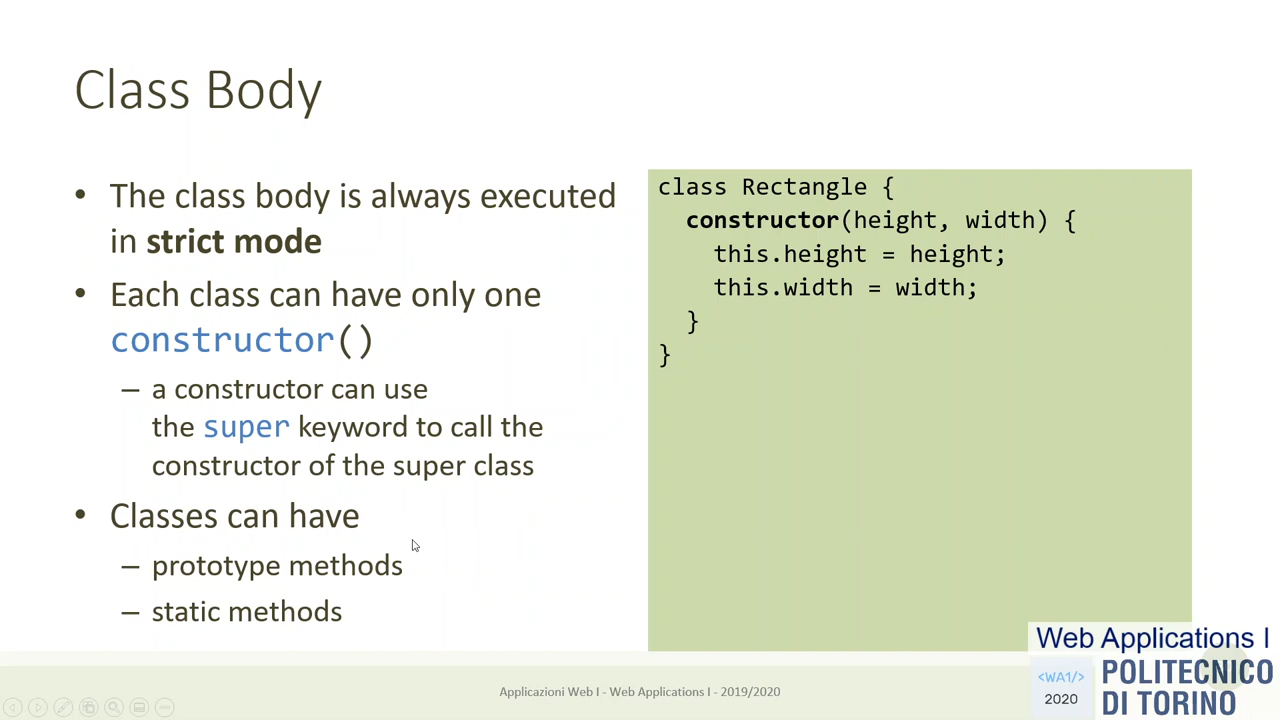 Class Body
• The class body is always executed
in strict mode
• Each class can have only one
constructor()
– a constructor can use
the super keyword to call the
constructor of the super class
• Classes can have
– prototype methods
– static methods
class Rectangle {
  constructor(height, width) {
    this.height = height;
    this.width = width;
  }
}
Applicazioni Web I - Web Applications I - 2019/2020
Web Applications I
<WA1/>
2020
POLITECNICO
DI TORINO